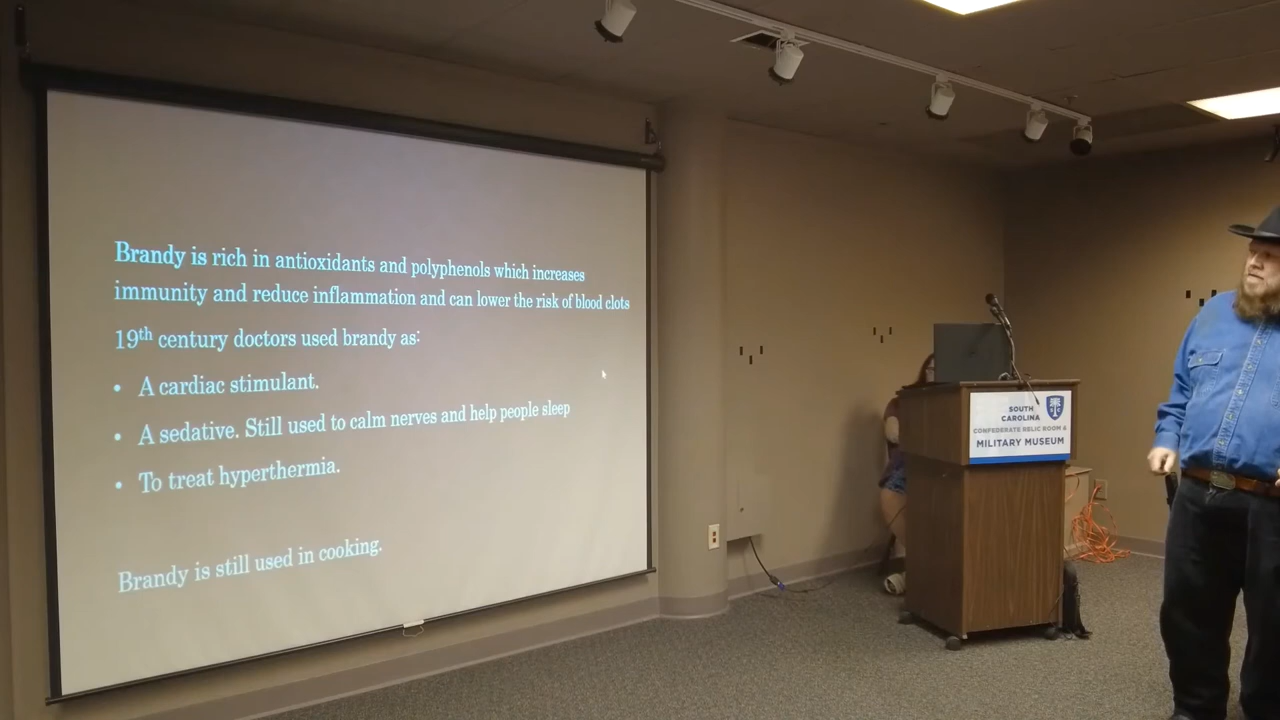 Brandy is rich in antioxidants and polyphenols which increases
immunity and reduce inflammation and can lower the risk of blood clots
19th century doctors used brandy as:
• A cardiac stimulant.
• A sedative. Still used to calm nerves and help people sleep
• To treat hyperthermia.
Brandy is still used in cooking.
SOUTH
CAROLINA
CONFEDERATE RELIC ROOM &
MILITARY MUSEUM